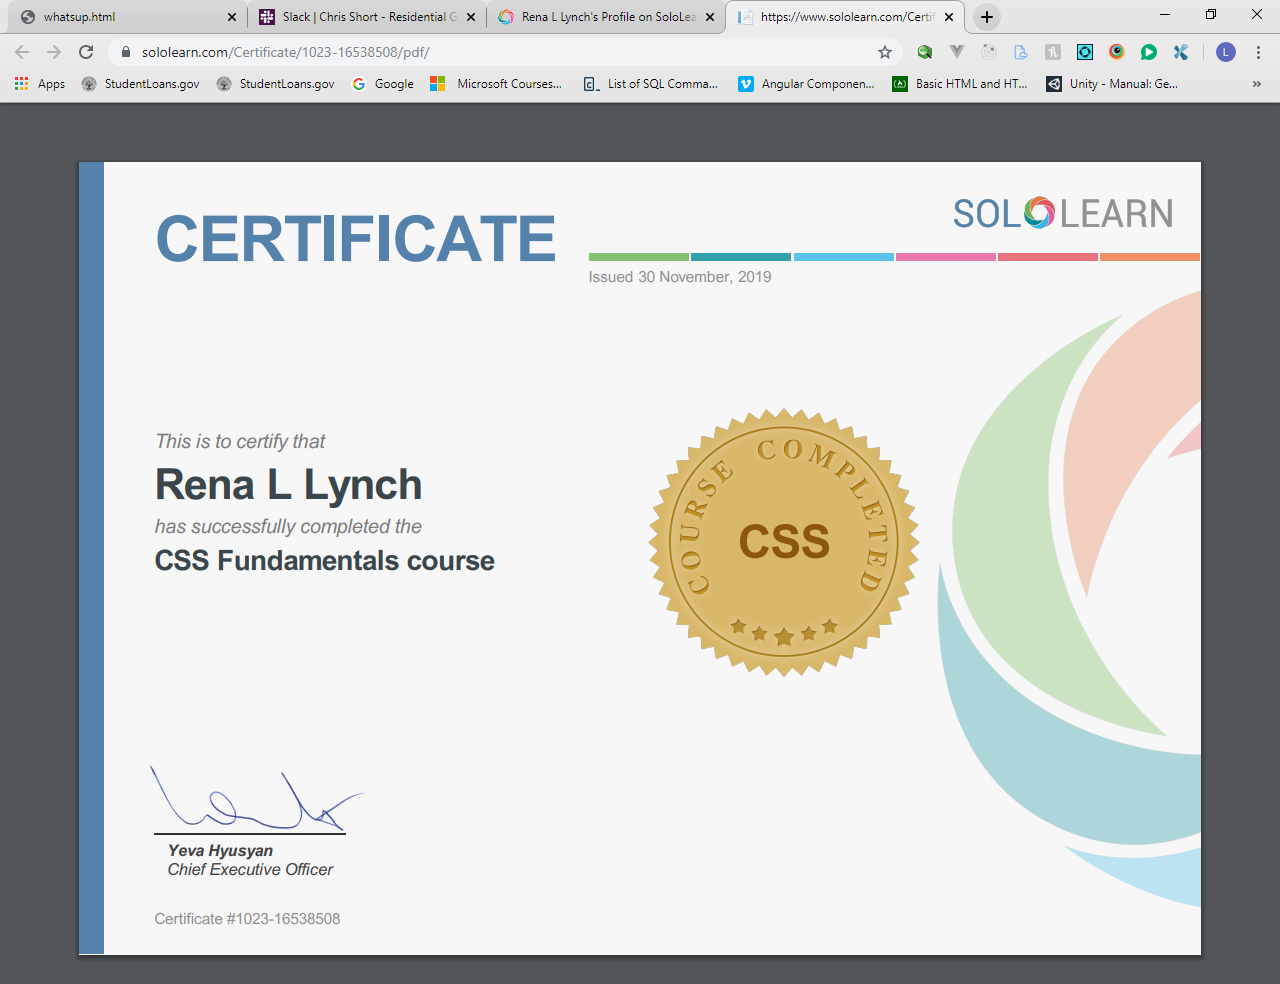 whatsup.html
Slack | Chris Short - Residential G
Rena L Lynch's Profile on SoloLea
https://www.sololearn.com/Certif
sololearn.com/Certificate/1023-16538508/pdf/
L
Apps
StudentLoans.gov
StudentLoans.gov
Google
Microsoft Courses...
List of SQL Comma...
Angular Componen...
Basic HTML and HT...
Unity - Manual: Ge...
»
CERTIFICATE
SOLOLEARN
Issued 30 November, 2019
This is to certify that
Rena L Lynch
has successfully completed the
CSS Fundamentals course
COURSE COMPLETED
CSS
Yeva Hyusyan
Chief Executive Officer
Certificate #1023-16538508